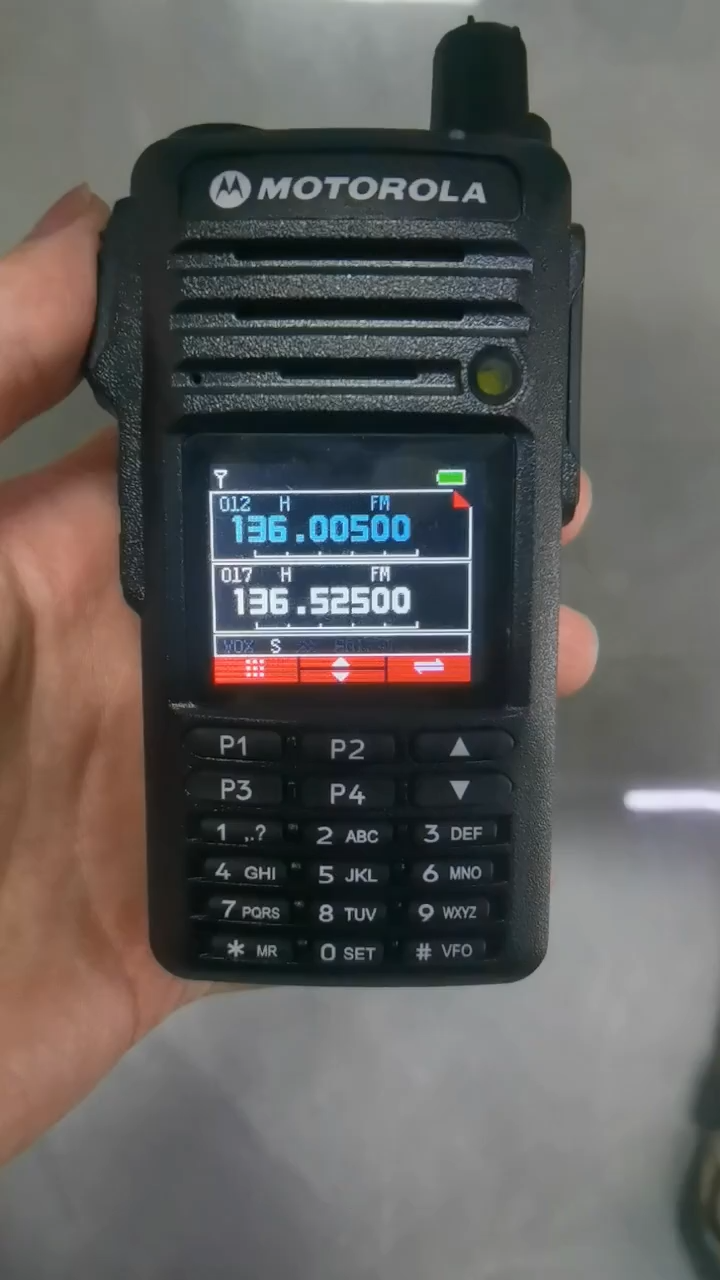 MOTOROLA
012 H FM
136.00500
017 H FM
136.52500
VOX S
P1 P2 ▲
P3 P4 ▼
1 ,.? 2 ABC 3 DEF
4 GHI 5 JKL 6 MNO
7 PQRS 8 TUV 9 WXYZ
* MR 0 SET # VFO